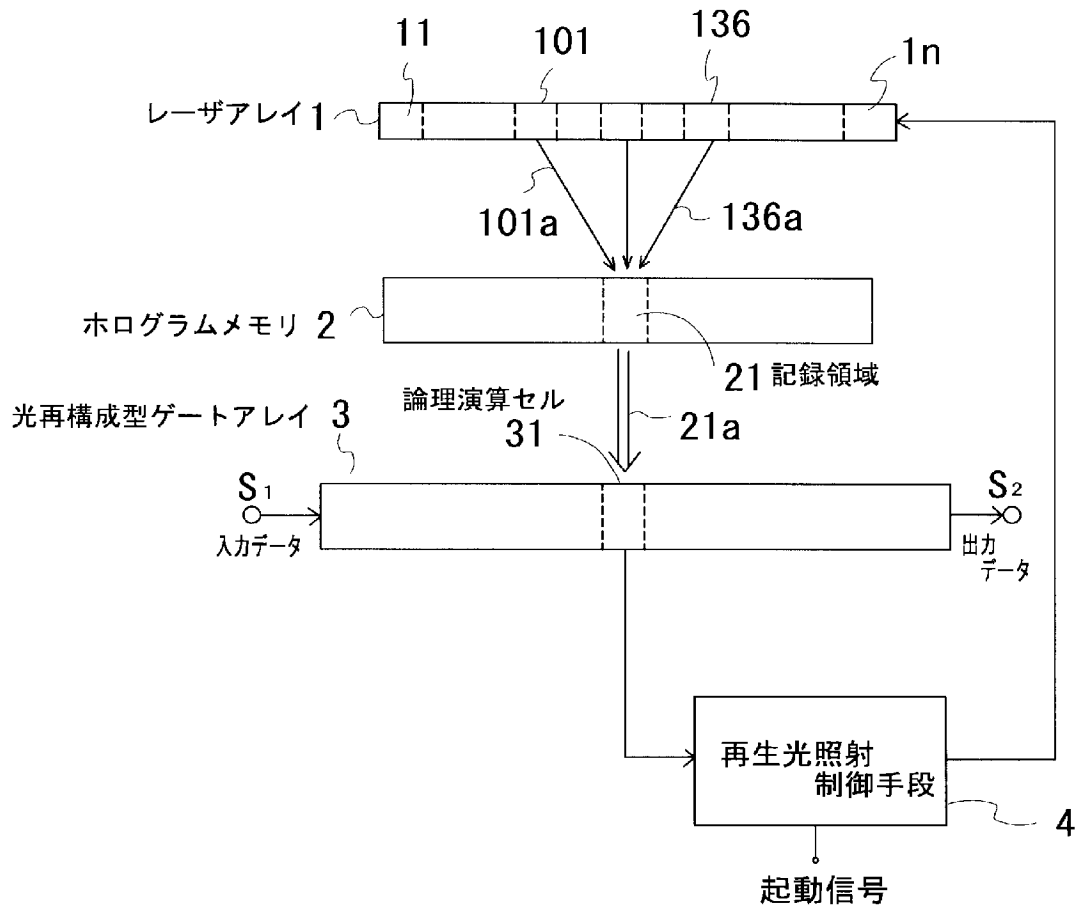 11
101
136
1n
レーザアレイ 1
101a
136a
ホログラムメモリ 2
21 記録領域
論理演算セル
31
21a
光再構成型ゲートアレイ 3
S1
入力データ
S2
出力
データ
再生光照射
制御手段
4
起動信号